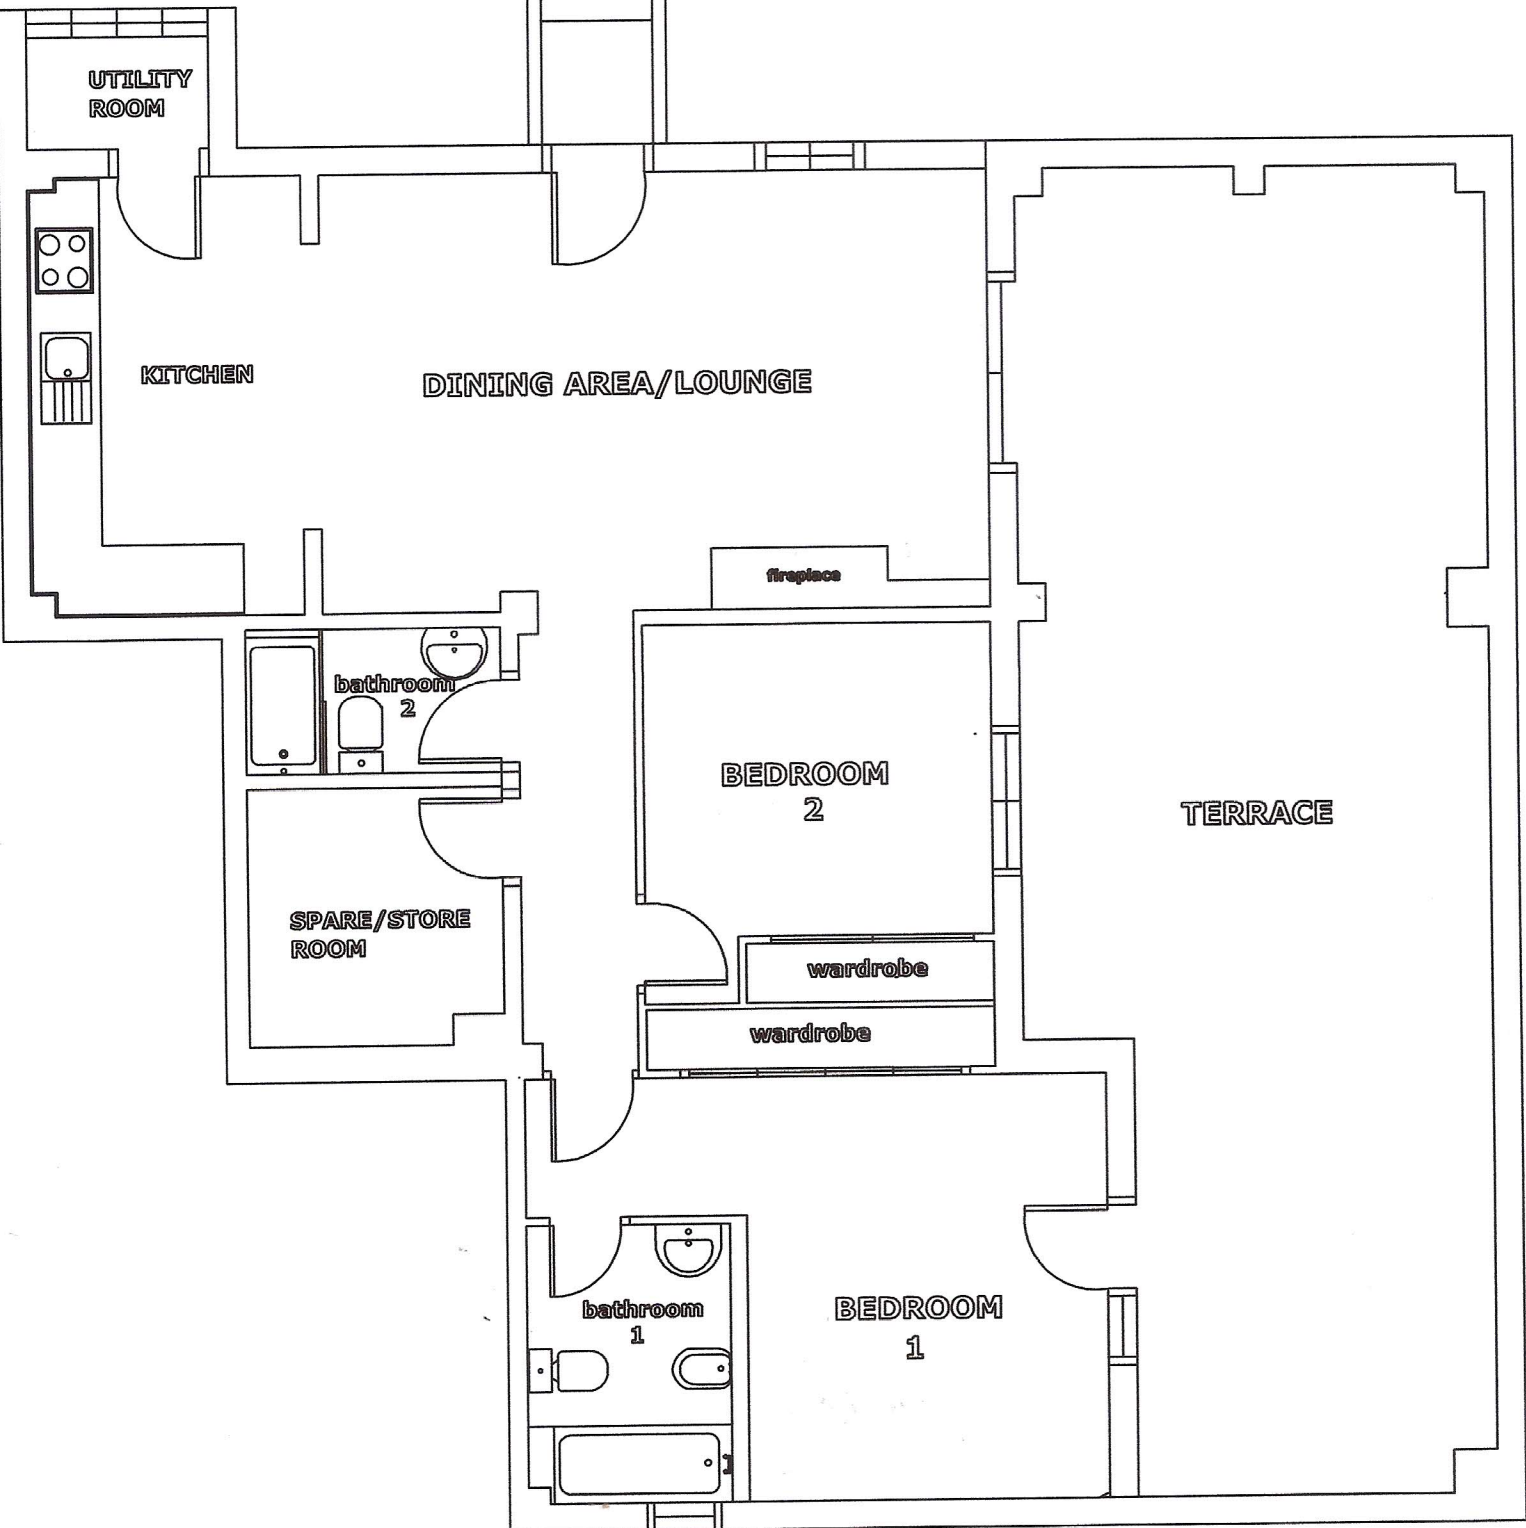 UTILITY
ROOM
KITCHEN
DINING AREA/LOUNGE
fireplace
bathroom
2
BEDROOM
2
TERRACE
SPARE/STORE
ROOM
wardrobe
wardrobe
bathroom
1
BEDROOM
1